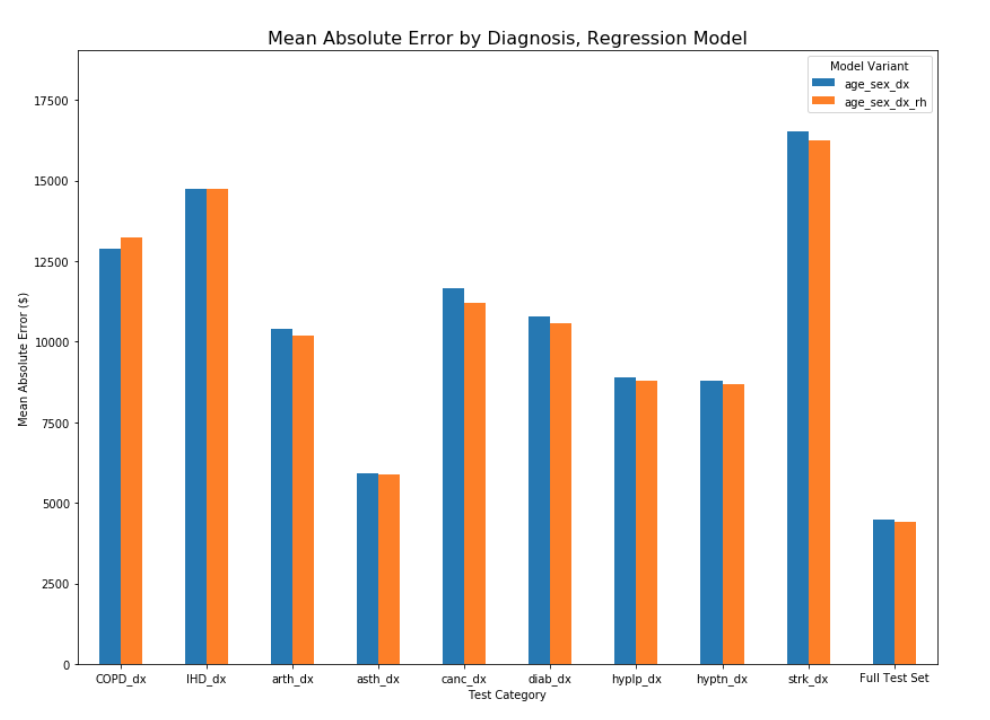 Mean Absolute Error by Diagnosis, Regression Model
Model Variant
age_sex_dx
age_sex_dx_rh
Mean Absolute Error ($)
17500
15000
12500
10000
7500
5000
2500
0
COPD_dx IHD_dx arth_dx asth_dx canc_dx diab_dx hyplp_dx hyptn_dx strk_dx Full Test Set
Test Category